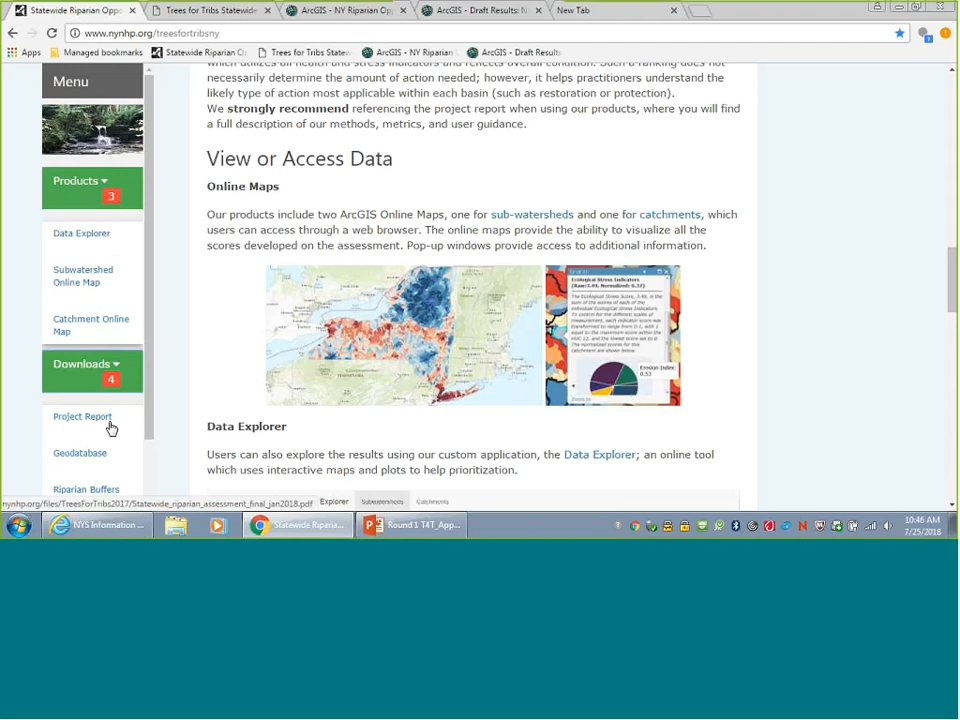 Statewide Riparian Oppo
Trees for Tribs Statewide
ArcGIS - NY Riparian Op
ArcGIS - Draft Results: N
New Tab
www.nynhp.org/treesfortribsny
Apps
Managed bookmarks
Statewide Riparian O
Trees for Tribs Statew
ArcGIS - NY Riparian
ArcGIS - Draft Results
Menu
Products
3
Data Explorer
Subwatershed
Online Map
Catchment Online
Map
Downloads
4
Project Report
Geodatabase
Riparian Buffers
necessarily determine the amount of action needed; however, it helps practitioners understand the
likely type of action most applicable within each basin (such as restoration or protection).
We strongly recommend referencing the project report when using our products, where you will find
a full description of our methods, metrics, and user guidance.
View or Access Data
Online Maps
Our products include two ArcGIS Online Maps, one for sub-watersheds and one for catchments, which
users can access through a web browser. The online maps provide the ability to visualize all the
scores developed on the assessment. Pop-up windows provide access to additional information.
Ecological Stress Indicators
Erosion Index:
0.53
Data Explorer
Users can also explore the results using our custom application, the Data Explorer; an online tool
which uses interactive maps and plots to help prioritization.
Explorer
Subwatersheds
Catchments
nynhp.org/files/TreesForTribs2017/Statewide_riparian_assessment_final_jan2018.pdf
NYS Information ...
Statewide Riparia...
Round 1 T4T_App...
10:46 AM
7/25/2018